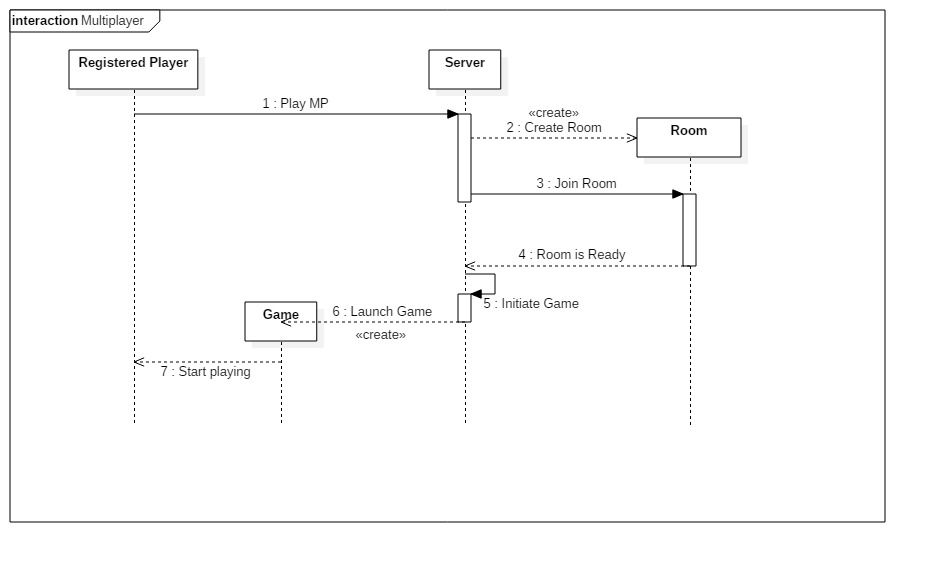 interaction Multiplayer
Registered Player
Server
1 : Play MP
«create»
2 : Create Room
Room
3 : Join Room
4 : Room is Ready
5 : Initiate Game
Game
6 : Launch Game
«create»
7 : Start playing